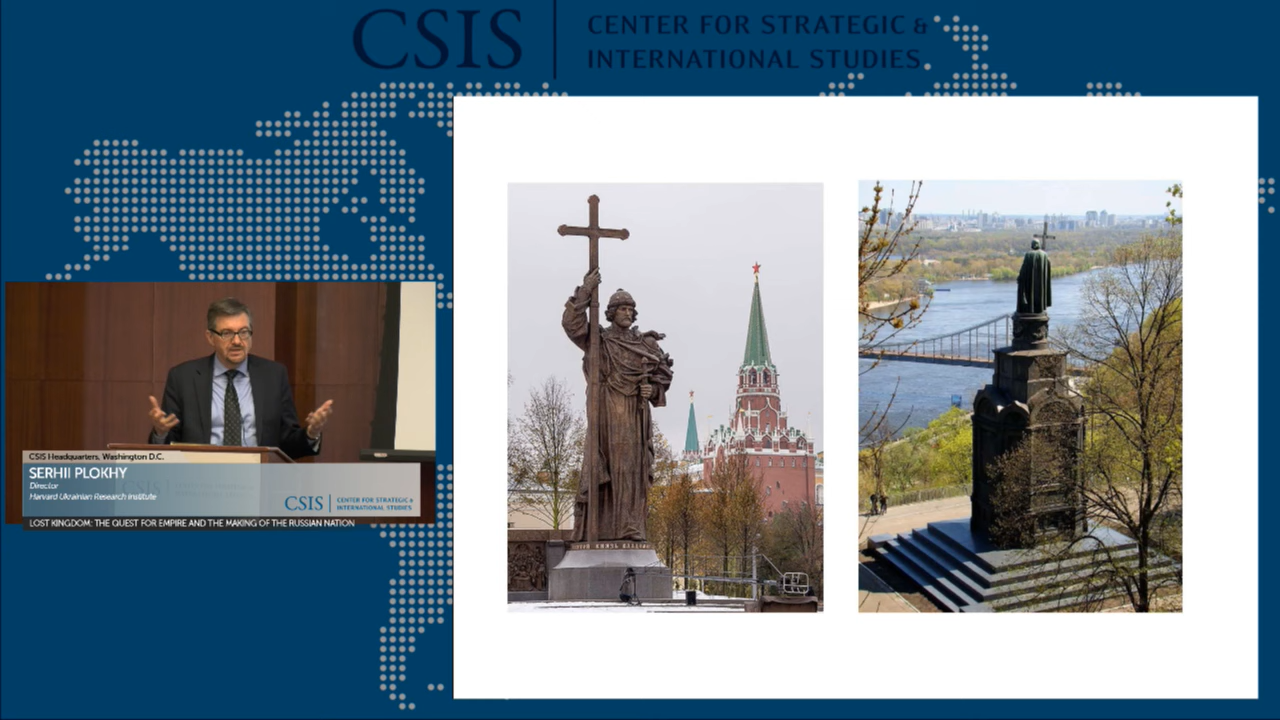 CSIS
CENTER FOR STRATEGIC &
INTERNATIONAL STUDIES
CSIS Headquarters, Washington D.C.
SERHII PLOKHY
Director
Harvard Ukrainian Research Institute
CSIS
CENTER FOR STRATEGIC &
INTERNATIONAL STUDIES
LOST KINGDOM: THE QUEST FOR EMPIRE AND THE MAKING OF THE RUSSIAN NATION